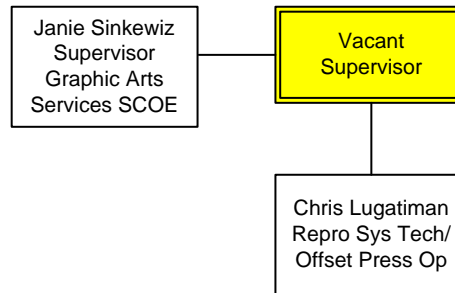 Janie Sinkewiz
Supervisor
Graphic Arts
Services SCOE
Vacant
Supervisor
Chris Lugatiman
Repro Sys Tech/
Offset Press Op